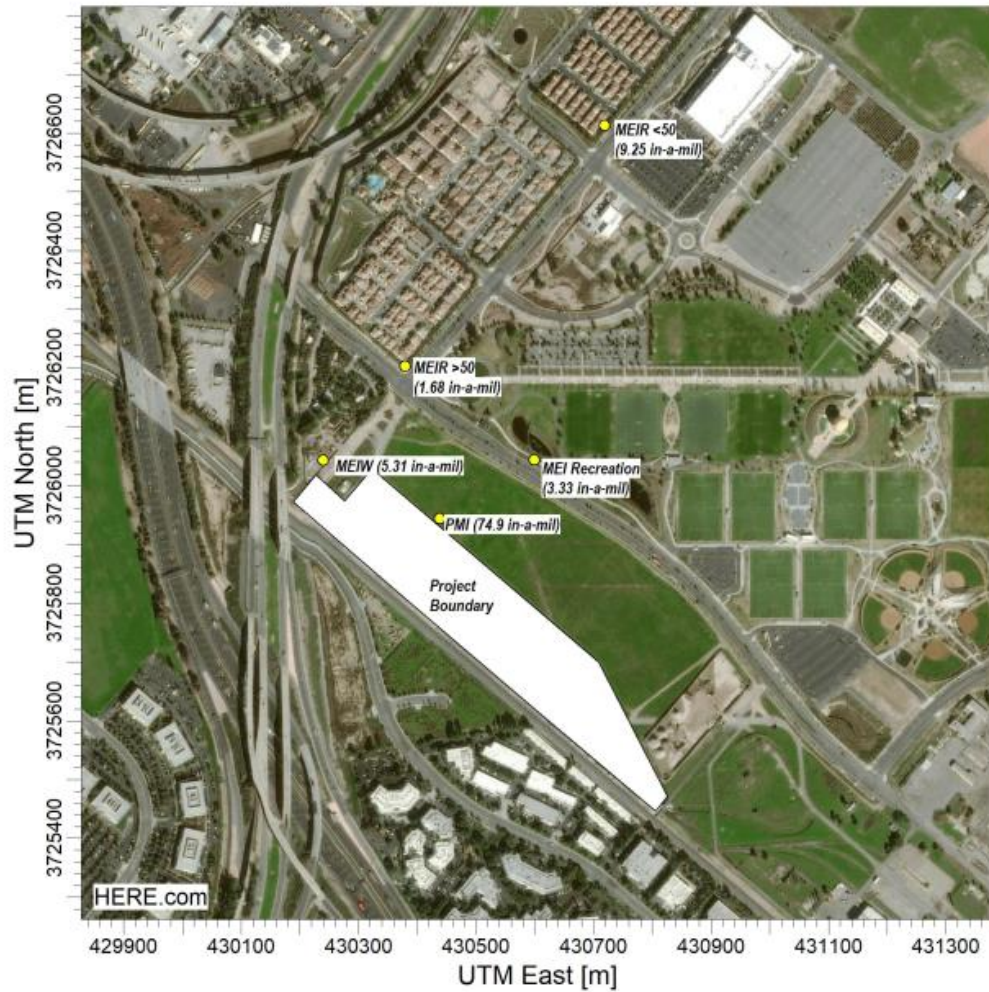 MEIR <50
(9.25 in-a-mil)
MEIR >50
(1.68 in-a-mil)
MEIW (5.31 in-a-mil)
MEI Recreation
(3.33 in-a-mil)
PMI (74.9 in-a-mil)
Project
Boundary
HERE.com
UTM North [m]
3726600
3726400
3726200
3726000
3725800
3725600
3725400
429900
430100
430300
430500
430700
430900
431100
431300
UTM East [m]